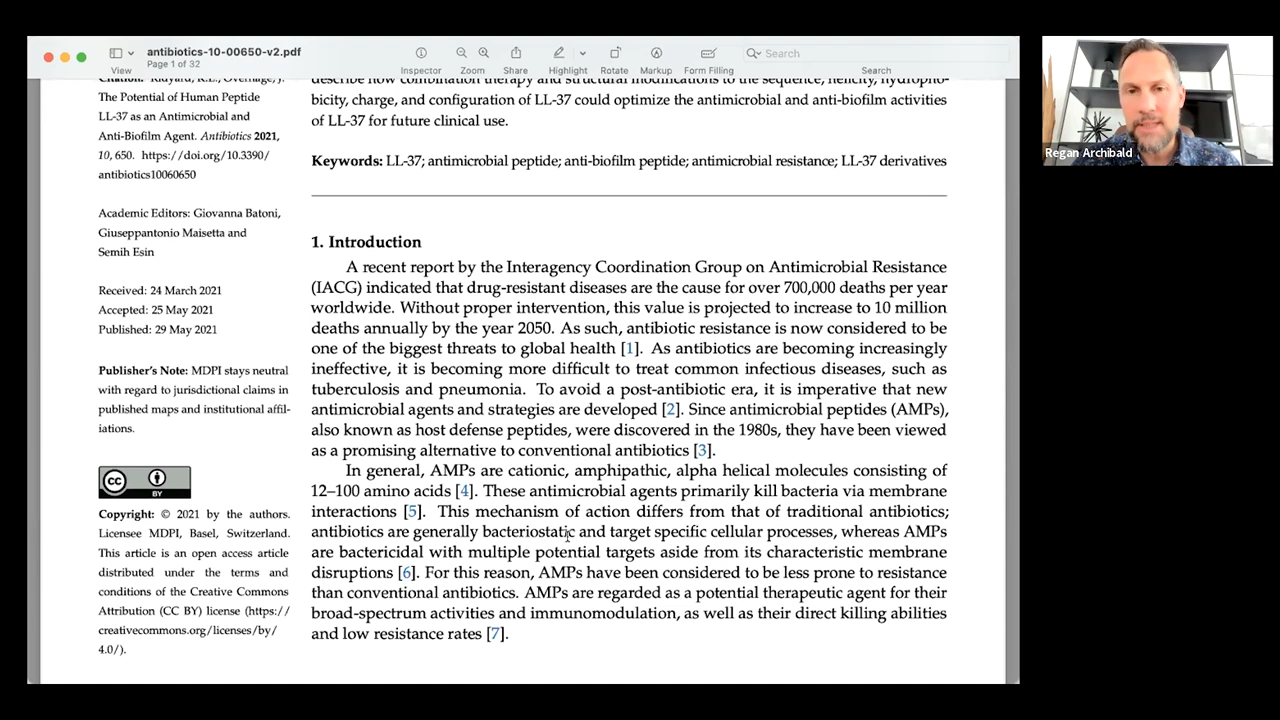 antibiotics-10-00650-v2.pdf
Page 1 of 32
View
Inspector
Zoom
Share
Highlight
Rotate
Markup
Form Filling
Search
Search
Citation: Ridyard, K.E.; Overhage, J.
The Potential of Human Peptide
LL-37 as an Antimicrobial and
Anti-Biofilm Agent. Antibiotics 2021,
10, 650. https://doi.org/10.3390/
antibiotics10060650
Academic Editors: Giovanna Batoni,
Giuseppantonio Maisetta and
Semih Esin
Received: 24 March 2021
Accepted: 25 May 2021
Published: 29 May 2021
Publisher's Note: MDPI stays neutral
with regard to jurisdictional claims in
published maps and institutional affil-
iations.
CC BY
Copyright: © 2021 by the authors.
Licensee MDPI, Basel, Switzerland.
This article is an open access article
distributed under the terms and
conditions of the Creative Commons
Attribution (CC BY) license (https://
creativecommons.org/licenses/by/
4.0/).
describe how combination therapy and structural modifications to the sequence, helicity, hydropho-
bicity, charge, and configuration of LL-37 could optimize the antimicrobial and anti-biofilm activities
of LL-37 for future clinical use.
Keywords: LL-37; antimicrobial peptide; anti-biofilm peptide; antimicrobial resistance; LL-37 derivatives
1. Introduction
A recent report by the Interagency Coordination Group on Antimicrobial Resistance
(IACG) indicated that drug-resistant diseases are the cause for over 700,000 deaths per year
worldwide. Without proper intervention, this value is projected to increase to 10 million
deaths annually by the year 2050. As such, antibiotic resistance is now considered to be
one of the biggest threats to global health [1]. As antibiotics are becoming increasingly
ineffective, it is becoming more difficult to treat common infectious diseases, such as
tuberculosis and pneumonia. To avoid a post-antibiotic era, it is imperative that new
antimicrobial agents and strategies are developed [2]. Since antimicrobial peptides (AMPs),
also known as host defense peptides, were discovered in the 1980s, they have been viewed
as a promising alternative to conventional antibiotics [3].
In general, AMPs are cationic, amphipathic, alpha helical molecules consisting of
12–100 amino acids [4]. These antimicrobial agents primarily kill bacteria via membrane
interactions [5]. This mechanism of action differs from that of traditional antibiotics;
antibiotics are generally bacteriostatic and target specific cellular processes, whereas AMPs
are bactericidal with multiple potential targets aside from its characteristic membrane
disruptions [6]. For this reason, AMPs have been considered to be less prone to resistance
than conventional antibiotics. AMPs are regarded as a potential therapeutic agent for their
broad-spectrum activities and immunomodulation, as well as their direct killing abilities
and low resistance rates [7].
Regan Archibald